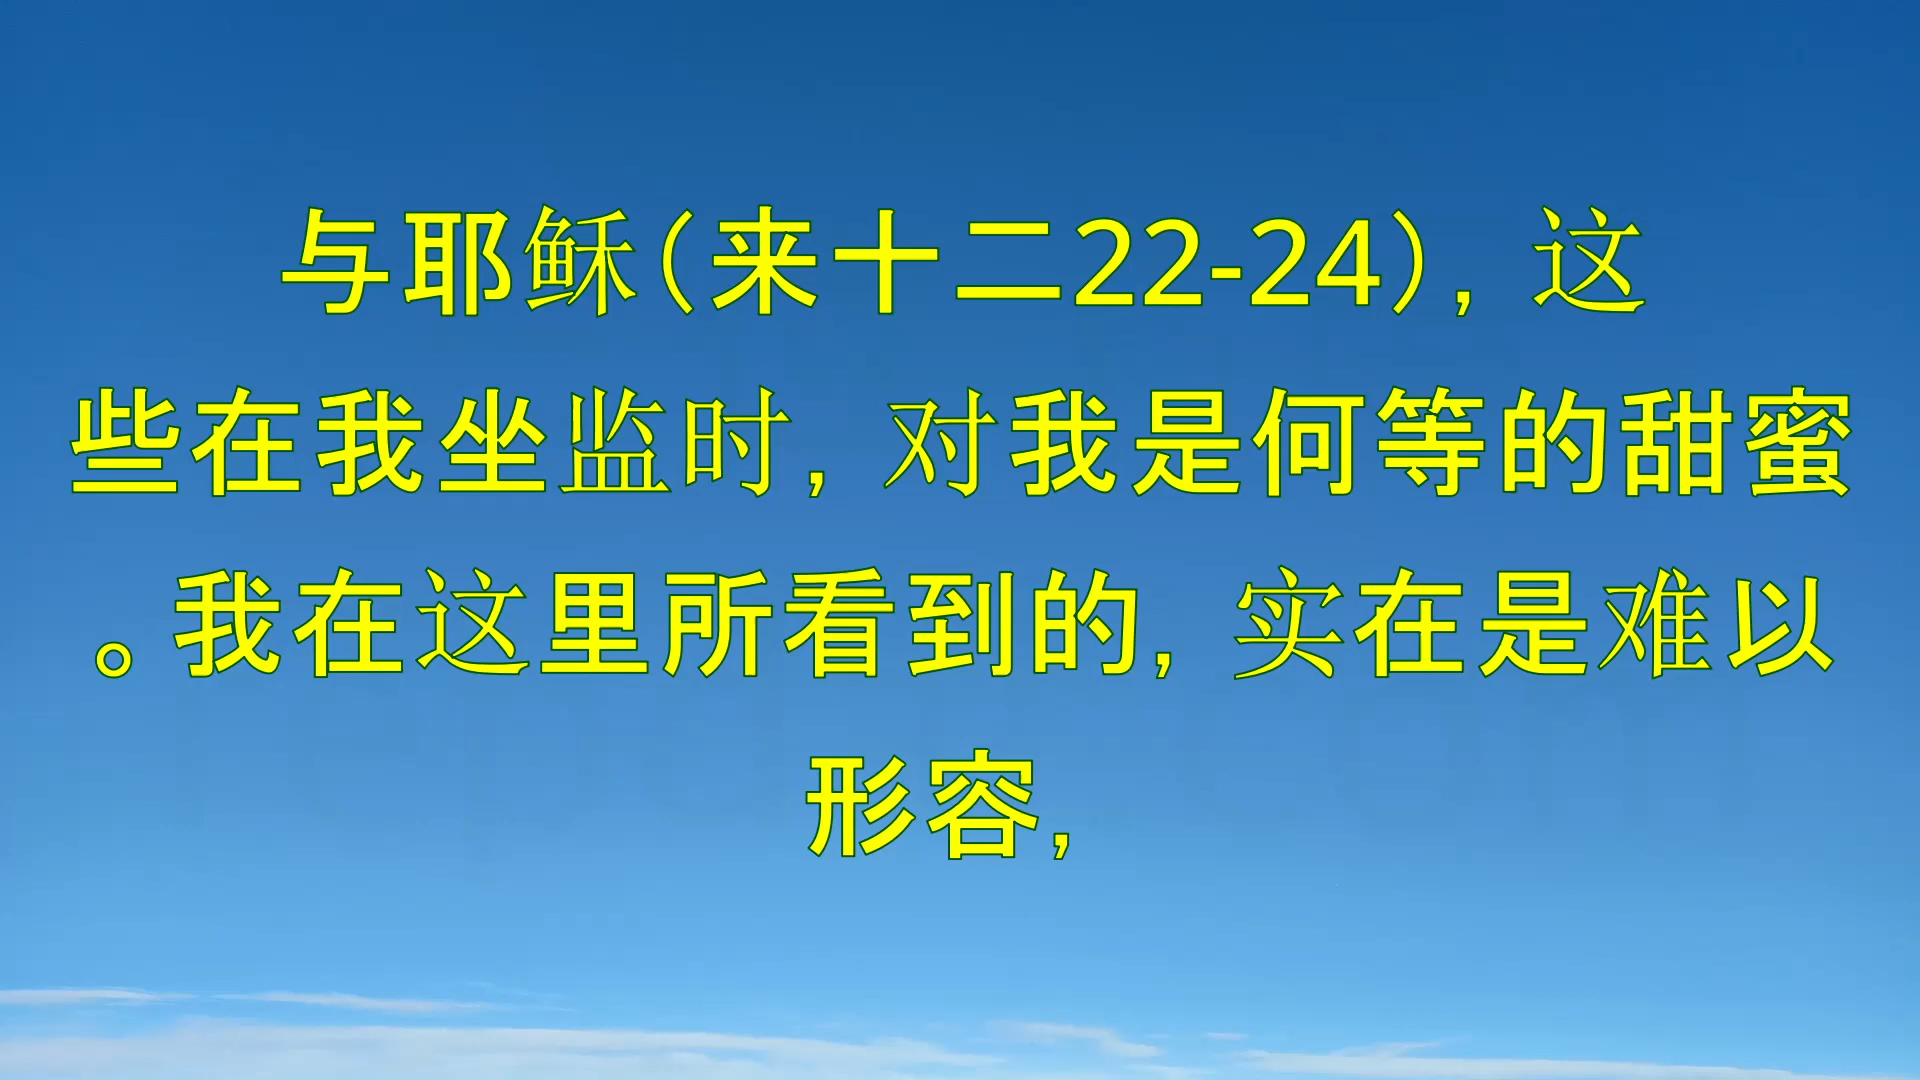 与耶稣(来十二22-24), 这
些在我坐监时, 对我是何等的甜蜜
。我在这里所看到的, 实在是难以
形容,